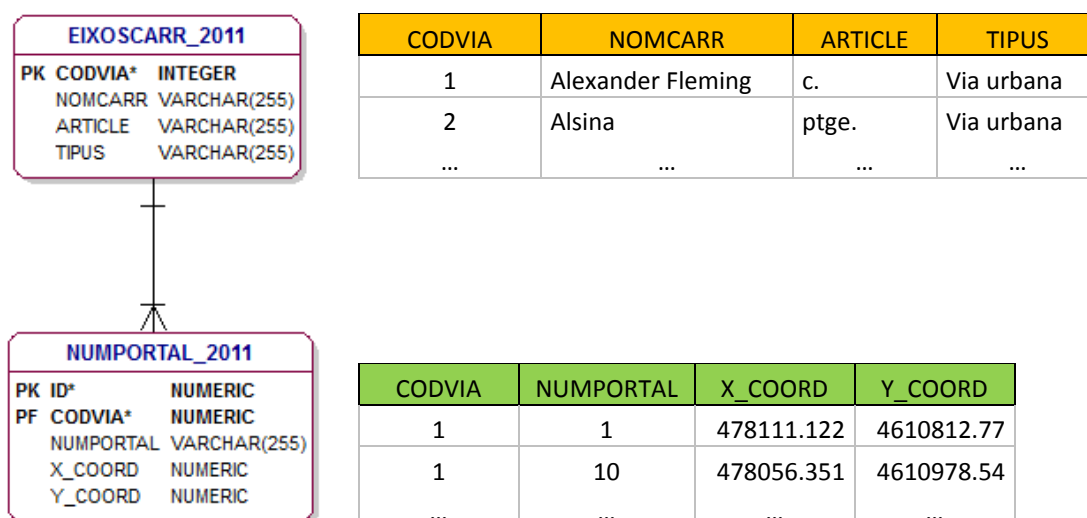 EIXOSCARR_2011
PK CODVIA* INTEGER
NOMCARR VARCHAR(255)
ARTICLE VARCHAR(255)
TIPUS VARCHAR(255)
CODVIA NOMCARR ARTICLE TIPUS
1 Alexander Fleming c. Via urbana
2 Alsina ptge. Via urbana
... ... ... ...
NUMPORTAL_2011
PK ID* NUMERIC
PF CODVIA* NUMERIC
NUMPORTAL VARCHAR(255)
X_COORD NUMERIC
Y_COORD NUMERIC
CODVIA NUMPORTAL X_COORD Y_COORD
1 1 478111.122 4610812.77
1 10 478056.351 4610978.54
... ... ... ...